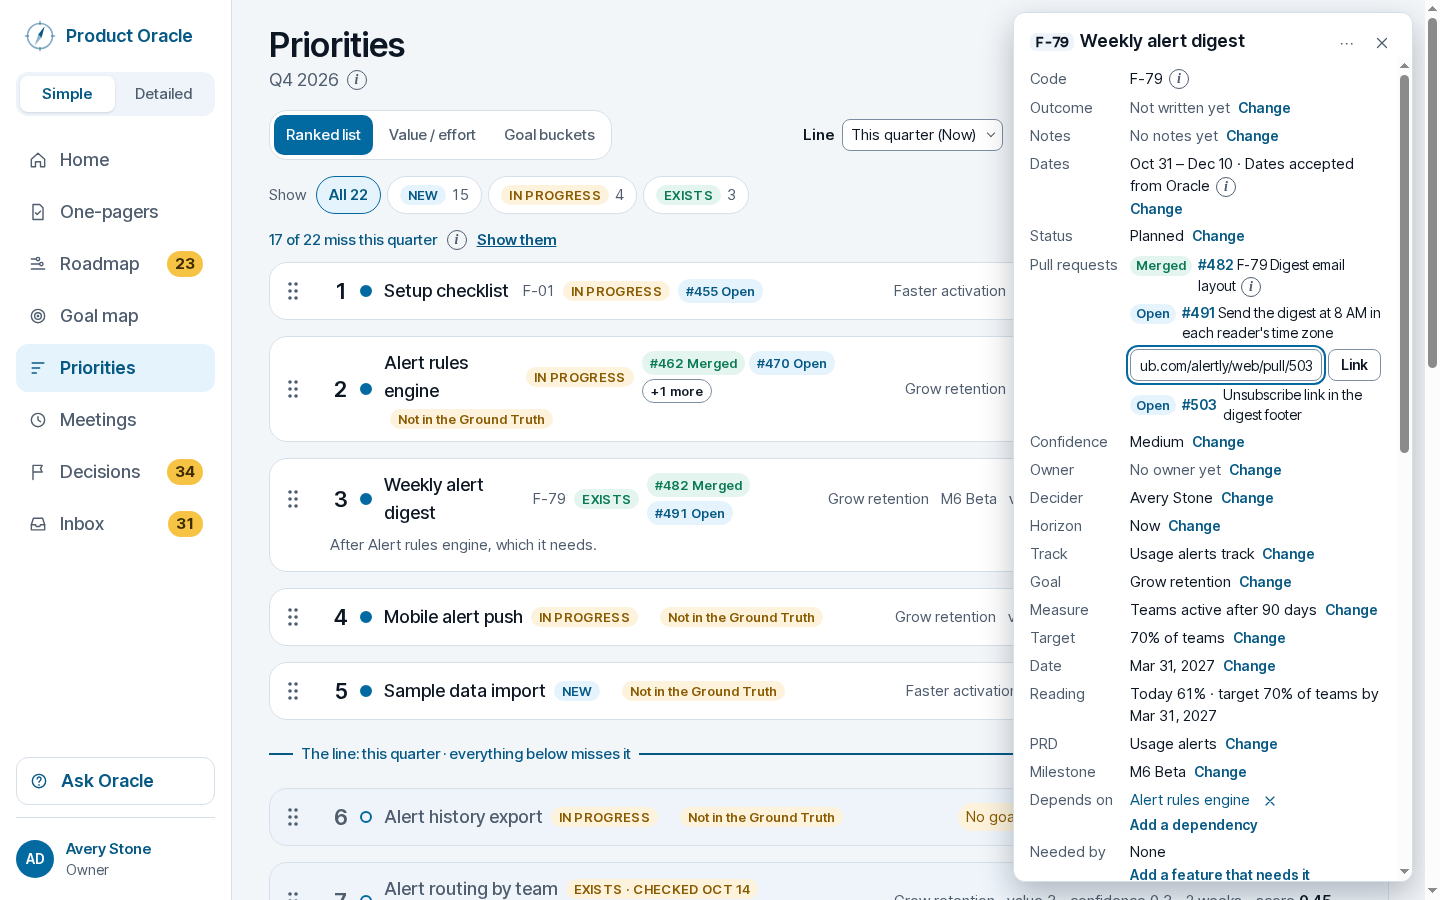 Product Oracle
Simple
Detailed
Home
One-pagers
Roadmap 23
Goal map
Priorities
Meetings
Decisions 34
Inbox 31
Ask Oracle
AD
Avery Stone
Owner
Priorities
Q4 2026 i
Ranked list
Value / effort
Goal buckets
Line This quarter (Now)
Show All 22 NEW 15 IN PROGRESS 4 EXISTS 3
17 of 22 miss this quarter i Show them
1 Setup checklist F-01 IN PROGRESS #455 Open Faster activation
2 Alert rules engine IN PROGRESS #462 Merged #470 Open
+1 more Grow retention
Not in the Ground Truth
3 Weekly alert digest F-79 EXISTS #482 Merged
#491 Open Grow retention M6 Beta
After Alert rules engine, which it needs.
4 Mobile alert push IN PROGRESS Not in the Ground Truth Grow retention
5 Sample data import NEW Not in the Ground Truth Faster activation
The line: this quarter · everything below misses it
6 Alert history export IN PROGRESS Not in the Ground Truth No goa
7 Alert routing by team EXISTS · CHECKED OCT 14
F-79 Weekly alert digest
Code F-79 i
Outcome Not written yet Change
Notes No notes yet Change
Dates Oct 31 – Dec 10 · Dates accepted
from Oracle i
Change
Status Planned Change
Pull requests Merged #482 F-79 Digest email
layout i
Open #491 Send the digest at 8 AM in
each reader's time zone
ub.com/alertly/web/pull/503 Link
Open #503 Unsubscribe link in the
digest footer
Confidence Medium Change
Owner No owner yet Change
Decider Avery Stone Change
Horizon Now Change
Track Usage alerts track Change
Goal Grow retention Change
Measure Teams active after 90 days Change
Target 70% of teams Change
Date Mar 31, 2027 Change
Reading Today 61% · target 70% of teams by
Mar 31, 2027
PRD Usage alerts Change
Milestone M6 Beta Change
Depends on Alert rules engine
Add a dependency
Needed by None
Add a feature that needs it